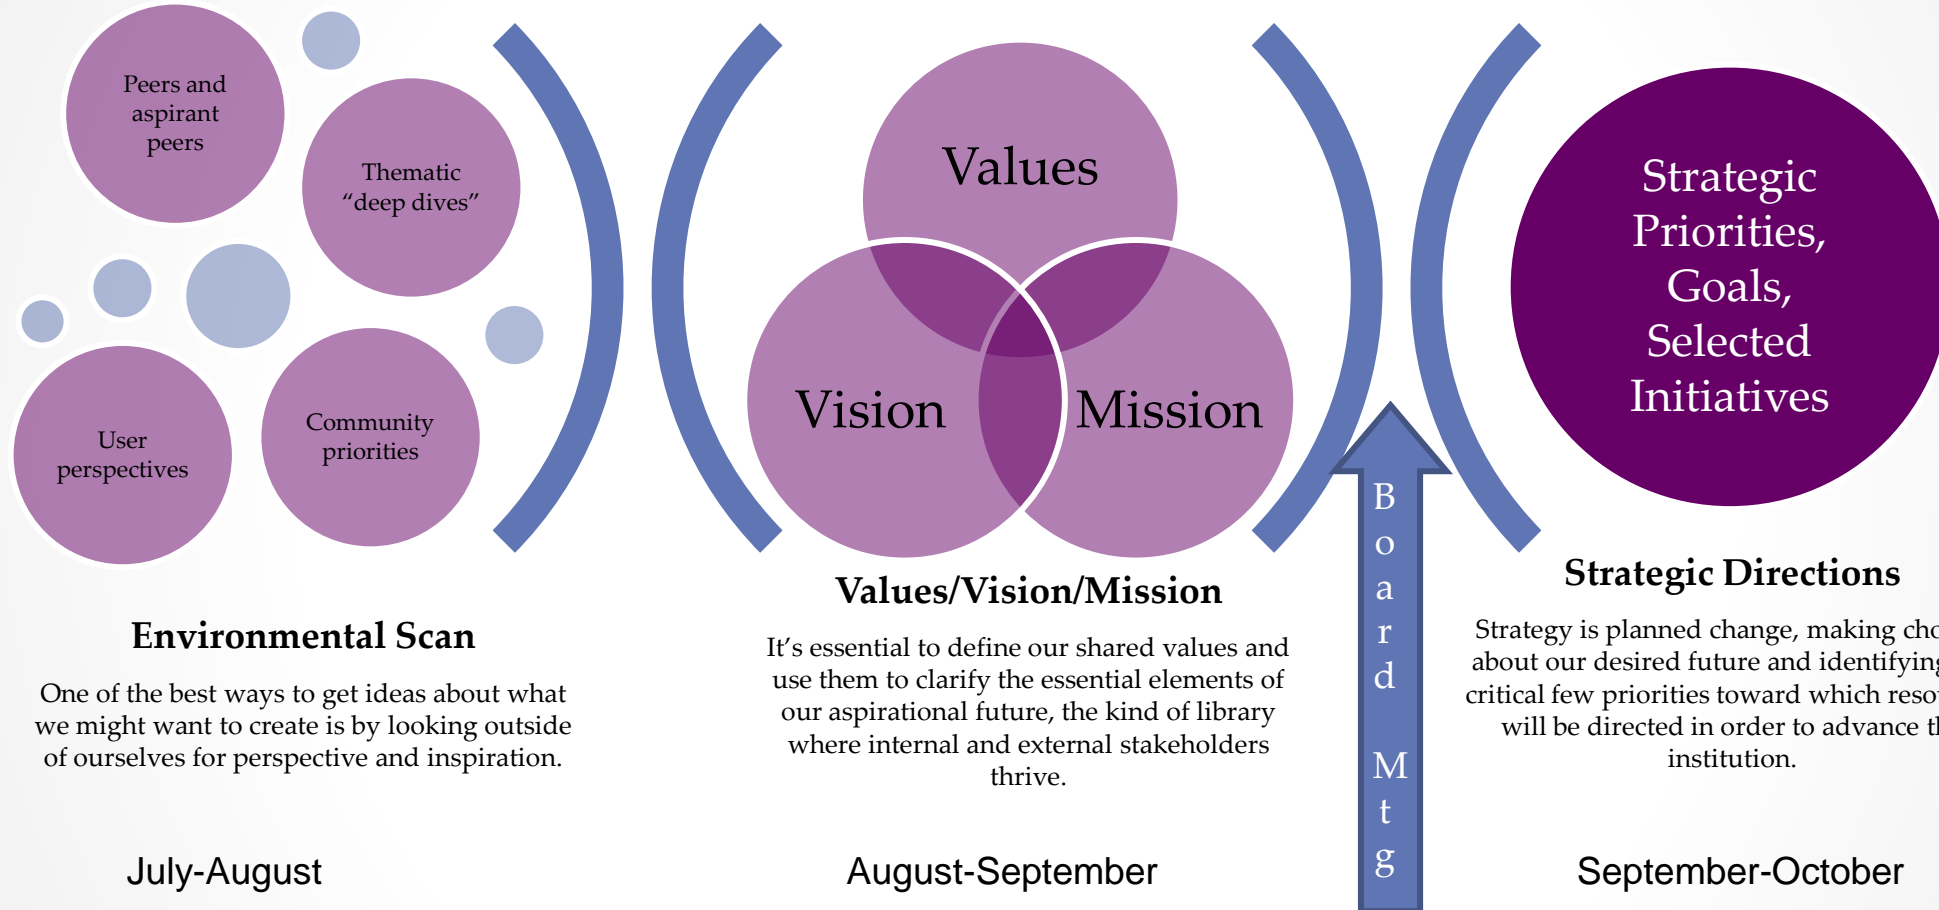 Peers and
aspirant
peers
Thematic
“deep dives”
User
perspectives
Community
priorities
Environmental Scan
One of the best ways to get ideas about what
we might want to create is by looking outside
of ourselves for perspective and inspiration.
July-August
Values
Vision
Mission
Values/Vision/Mission
It’s essential to define our shared values and
use them to clarify the essential elements of
our aspirational future, the kind of library
where internal and external stakeholders
thrive.
August-September
Board Mtg
Strategic
Priorities,
Goals,
Selected
Initiatives
Strategic Directions
Strategy is planned change, making
about our desired future and
critical few priorities toward which
will be directed in order to advance
institution.
September-October